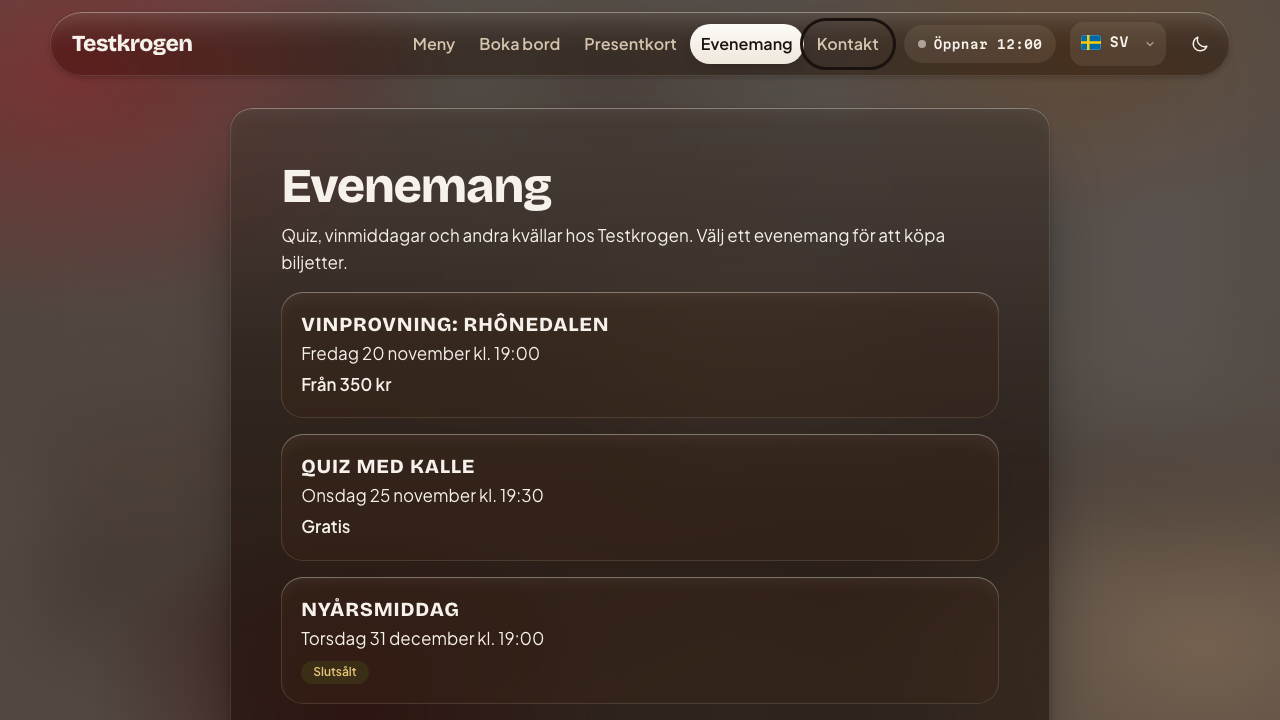 Testkrogen
Meny
Boka bord
Presentkort
Evenemang
Kontakt
Öppnar 12:00
SV
Evenemang
Quiz, vinmiddagar och andra kvällar hos Testkrogen. Välj ett evenemang för att köpa
biljetter.
VINPROVNING: RHÔNEDALEN
Fredag 20 november kl. 19:00
Från 350 kr
QUIZ MED KALLE
Onsdag 25 november kl. 19:30
Gratis
NYÅRSMIDDAG
Torsdag 31 december kl. 19:00
Slutsålt